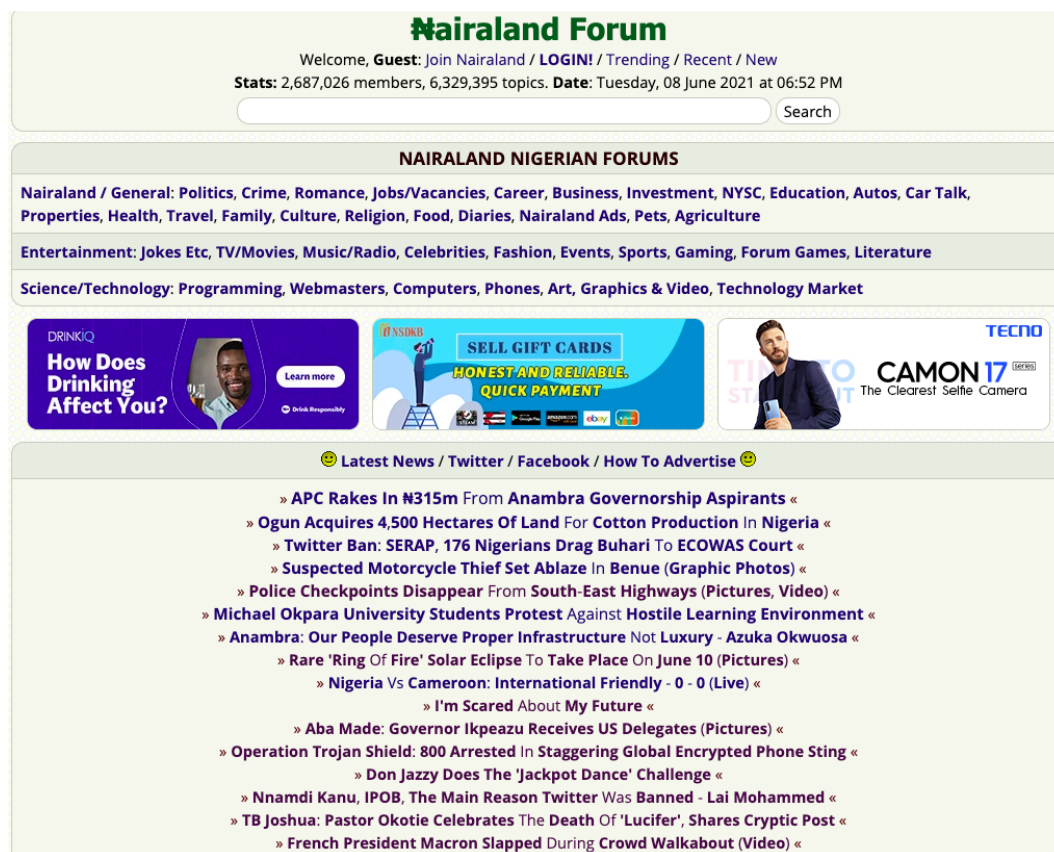 ₦airaland Forum
Welcome, Guest: Join Nairaland / LOGIN! / Trending / Recent / New
Stats: 2,687,026 members, 6,329,395 topics. Date: Tuesday, 08 June 2021 at 06:52 PM
Search
NAIRALAND NIGERIAN FORUMS
Nairaland / General: Politics, Crime, Romance, Jobs/Vacancies, Career, Business, Investment, NYSC, Education, Autos, Car Talk,
Properties, Health, Travel, Family, Culture, Religion, Food, Diaries, Nairaland Ads, Pets, Agriculture
Entertainment: Jokes Etc, TV/Movies, Music/Radio, Celebrities, Fashion, Events, Sports, Gaming, Forum Games, Literature
Science/Technology: Programming, Webmasters, Computers, Phones, Art, Graphics & Video, Technology Market
DRINKiQ
How Does
Drinking
Affect You?
Learn more
Drink Responsibly
NSDKB
SELL GIFT CARDS
HONEST AND RELIABLE.
QUICK PAYMENT
STEAM
Google Play
amazon.com
ebay
TECNO
TIME TO
CAMON 17 series
The Clearest Selfie Camera
Latest News / Twitter / Facebook / How To Advertise
» APC Rakes In ₦315m From Anambra Governorship Aspirants «
» Ogun Acquires 4,500 Hectares Of Land For Cotton Production In Nigeria «
» Twitter Ban: SERAP, 176 Nigerians Drag Buhari To ECOWAS Court «
» Suspected Motorcycle Thief Set Ablaze In Benue (Graphic Photos) «
» Police Checkpoints Disappear From South-East Highways (Pictures, Video) «
» Michael Okpara University Students Protest Against Hostile Learning Environment «
» Anambra: Our People Deserve Proper Infrastructure Not Luxury - Azuka Okwuosa «
» Rare 'Ring Of Fire' Solar Eclipse To Take Place On June 10 (Pictures) «
» Nigeria Vs Cameroon: International Friendly - 0 - 0 (Live) «
» I'm Scared About My Future «
» Aba Made: Governor Ikpeazu Receives US Delegates (Pictures) «
» Operation Trojan Shield: 800 Arrested In Staggering Global Encrypted Phone Sting «
» Don Jazzy Does The 'Jackpot Dance' Challenge «
» Nnamdi Kanu, IPOB, The Main Reason Twitter Was Banned - Lai Mohammed «
» TB Joshua: Pastor Okotie Celebrates The Death Of 'Lucifer', Shares Cryptic Post «
» French President Macron Slapped During Crowd Walkabout (Video) «